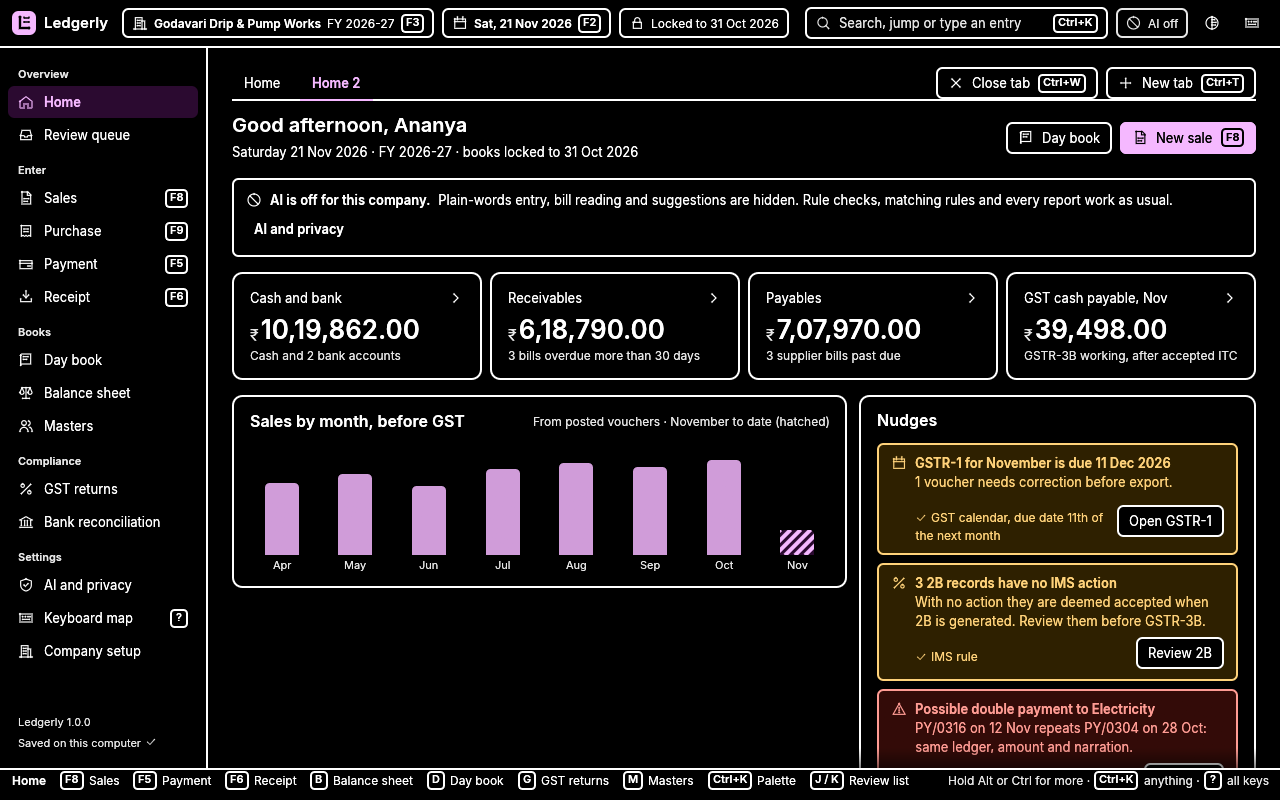 Ledgerly
Godavari Drip & Pump Works FY 2026-27 F3
Sat, 21 Nov 2026 F2
Locked to 31 Oct 2026
Search, jump or type an entry Ctrl+K
AI off
Overview
Home
Review queue
Enter
Sales F8
Purchase F9
Payment F5
Receipt F6
Books
Day book
Balance sheet
Masters
Compliance
GST returns
Bank reconciliation
Settings
AI and privacy
Keyboard map ?
Company setup
Ledgerly 1.0.0
Saved on this computer
Home
Home 2
Close tab Ctrl+W
New tab Ctrl+T
Good afternoon, Ananya
Saturday 21 Nov 2026 · FY 2026-27 · books locked to 31 Oct 2026
Day book
New sale F8
AI is off for this company. Plain-words entry, bill reading and suggestions are hidden. Rule checks, matching rules and every report work as usual.
AI and privacy
Cash and bank
₹10,19,862.00
Cash and 2 bank accounts
Receivables
₹6,18,790.00
3 bills overdue more than 30 days
Payables
₹7,07,970.00
3 supplier bills past due
GST cash payable, Nov
₹39,498.00
GSTR-3B working, after accepted ITC
Sales by month, before GST
From posted vouchers · November to date (hatched)
Apr May Jun Jul Aug Sep Oct Nov
Nudges
GSTR-1 for November is due 11 Dec 2026
1 voucher needs correction before export.
✓ GST calendar, due date 11th of
the next month
Open GSTR-1
3 2B records have no IMS action
With no action they are deemed accepted when
2B is generated. Review them before GSTR-3B.
✓ IMS rule
Review 2B
Possible double payment to Electricity
PY/0316 on 12 Nov repeats PY/0304 on 28 Oct:
same ledger, amount and narration.
Home F8 Sales F5 Payment F6 Receipt B Balance sheet D Day book G GST returns M Masters Ctrl+K Palette J / K Review list
Hold Alt or Ctrl for more · Ctrl+K anything · ? all keys